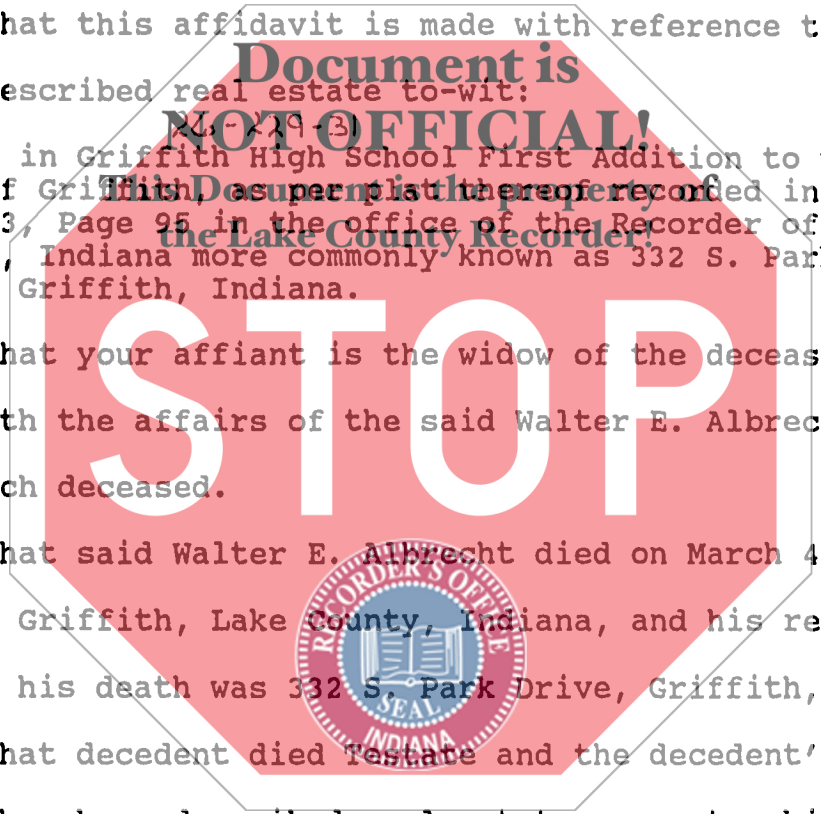 hat this affidavit is made with reference t
Document is
escribed real estate to-wit:
NOT OFFICIAL!
26-229-31
in Griffith High School First Addition to
f Griffith, as per plat thereof recorded in
This Document is the property of
3, Page 95 in the office of the Recorder of
the Lake County Recorder!
, Indiana more commonly known as 332 S. Par
Griffith, Indiana.
STOP
hat your affiant is the widow of the deceas
th the affairs of the said Walter E. Albrec
ch deceased.
hat said Walter E. Albrecht died on March 4
RECORDER'S OFFICE
Griffith, Lake County, Indiana, and his re
his death was 332 S. Park Drive, Griffith,
SEAL
INDIANA
hat decedent died Testate and the decedent'